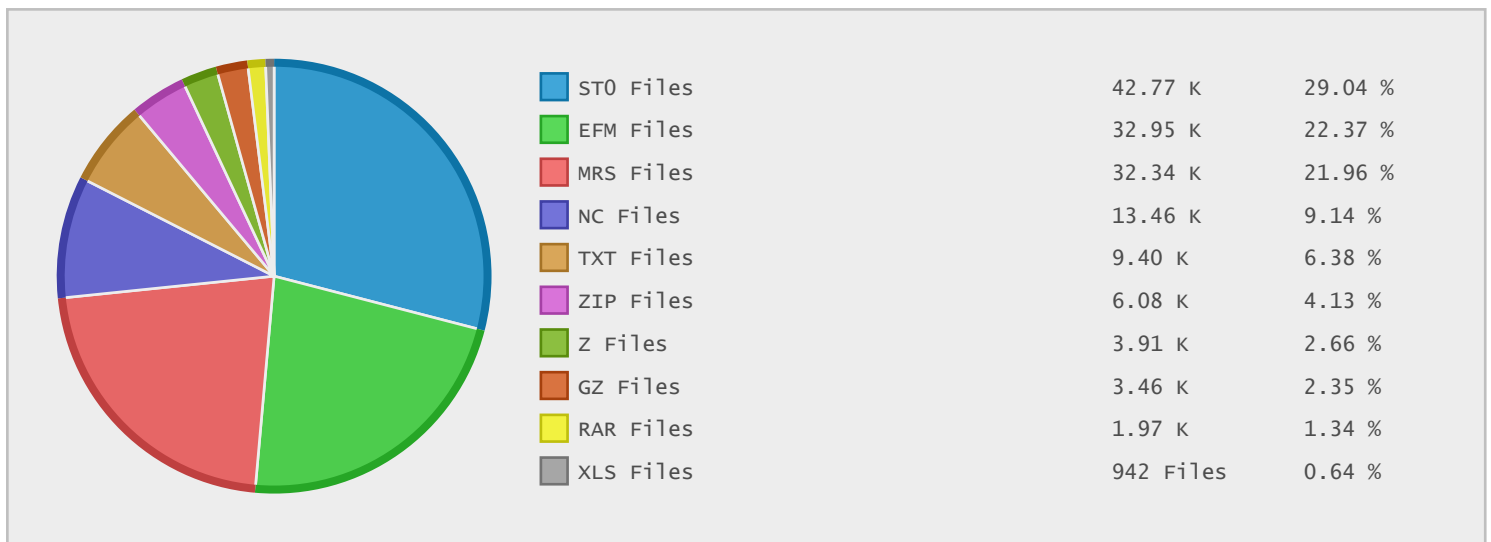 ST0 Files 42.77 K 29.04 %
EFM Files 32.95 K 22.37 %
MRS Files 32.34 K 21.96 %
NC Files 13.46 K 9.14 %
TXT Files 9.40 K 6.38 %
ZIP Files 6.08 K 4.13 %
Z Files 3.91 K 2.66 %
GZ Files 3.46 K 2.35 %
RAR Files 1.97 K 1.34 %
XLS Files 942 Files 0.64 %